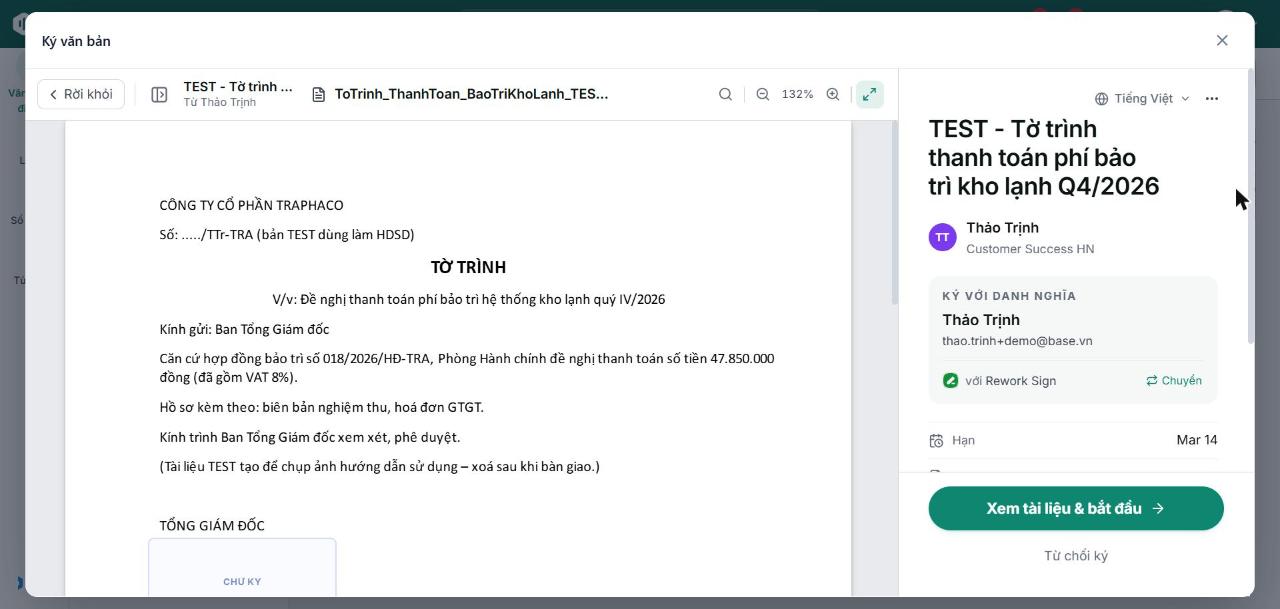 Ký văn bản
Rời khỏi
TEST - Tờ trình ...
Từ Thảo Trịnh
ToTrinh_ThanhToan_BaoTriKhoLanh_TES...
132%
CÔNG TY CỔ PHẦN TRAPHACO
Số: ...../TTr-TRA (bản TEST dùng làm HDSD)
TỜ TRÌNH
V/v: Đề nghị thanh toán phí bảo trì hệ thống kho lạnh quý IV/2026
Kính gửi: Ban Tổng Giám đốc
Căn cứ hợp đồng bảo trì số 018/2026/HĐ-TRA, Phòng Hành chính đề nghị thanh toán số tiền 47.850.000
đồng (đã gồm VAT 8%).
Hồ sơ kèm theo: biên bản nghiệm thu, hoá đơn GTGT.
Kính trình Ban Tổng Giám đốc xem xét, phê duyệt.
(Tài liệu TEST tạo để chụp ảnh hướng dẫn sử dụng – xoá sau khi bàn giao.)
TỔNG GIÁM ĐỐC
CHỮ KÝ
Tiếng Việt
TEST - Tờ trình
thanh toán phí bảo
trì kho lạnh Q4/2026
TT
Thảo Trịnh
Customer Success HN
KÝ VỚI DANH NGHĨA
Thảo Trịnh
thao.trinh+demo@base.vn
với Rework Sign
Chuyển
Hạn
Mar 14
Xem tài liệu & bắt đầu
Từ chối ký